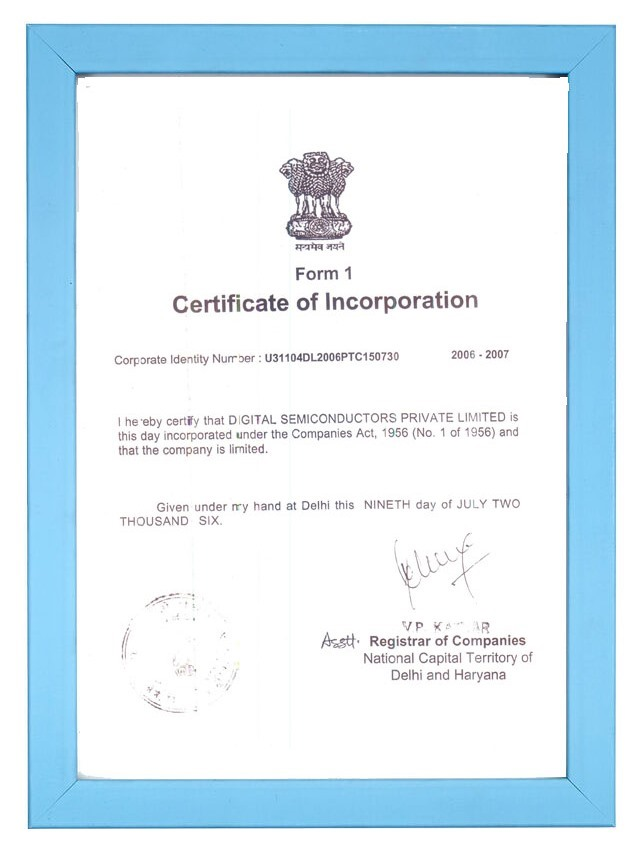 सत्यमेव जयते
Form 1
Certificate of Incorporation
Corporate Identity Number : U31104DL2006PTC150730 2006 - 2007
I hereby certify that DIGITAL SEMICONDUCTORS PRIVATE LIMITED is
this day incorporated under the Companies Act, 1956 (No. 1 of 1956) and
that the company is limited.
Given under my hand at Delhi this NINETH day of JULY TWO
THOUSAND SIX.
VP
Asstt. Registrar of Companies
National Capital Territory of
Delhi and Haryana